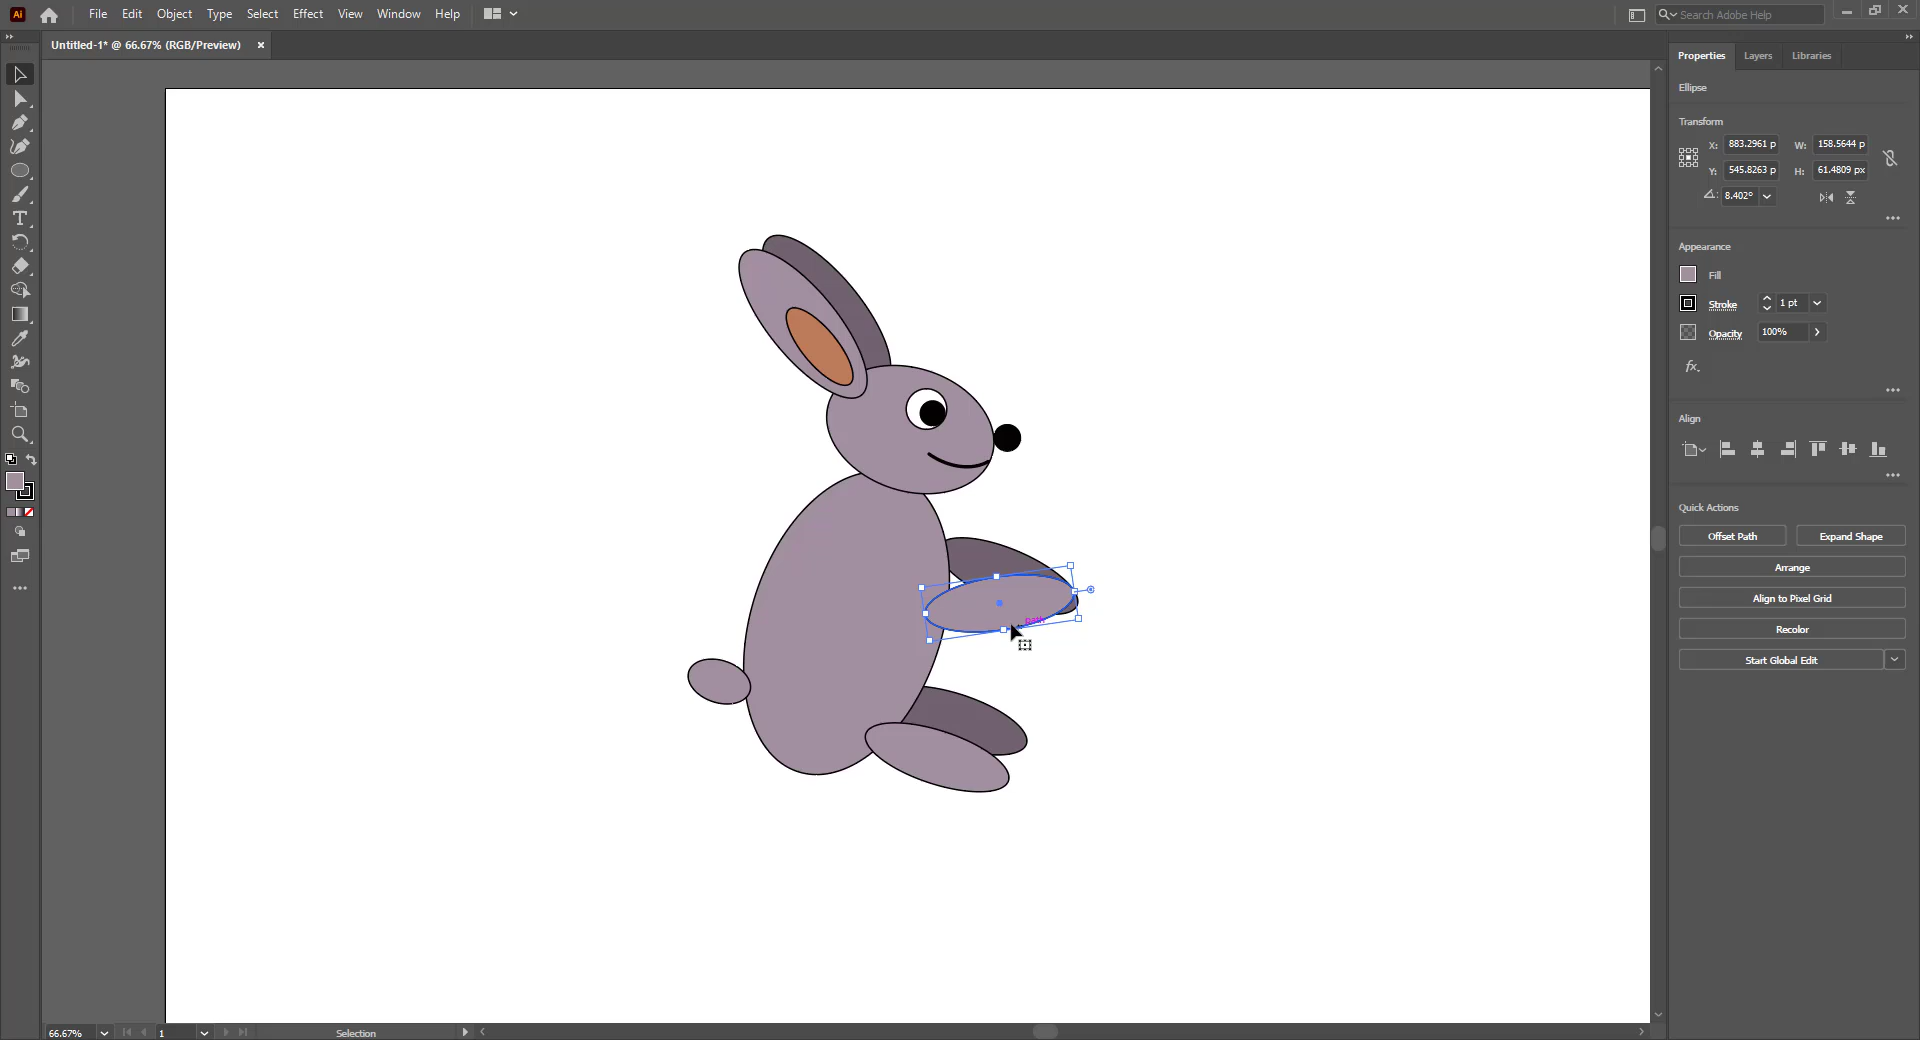 Ai File Edit Object Type Select Effect View Window Help Search Adobe Help
Untitled-1* @ 66.67% (RGB/Preview)
Properties Layers Libraries
Ellipse
Transform
X: 883.2961 p W: 158.5644 p
Y: 545.8263 p H: 61.4809 px
8.402°
Appearance
Fill
Stroke 1 pt
Opacity 100%
fx.
Align
Quick Actions
Offset Path Expand Shape
Arrange
Align to Pixel Grid
path
Recolor
Start Global Edit
66.67% 1 Selection